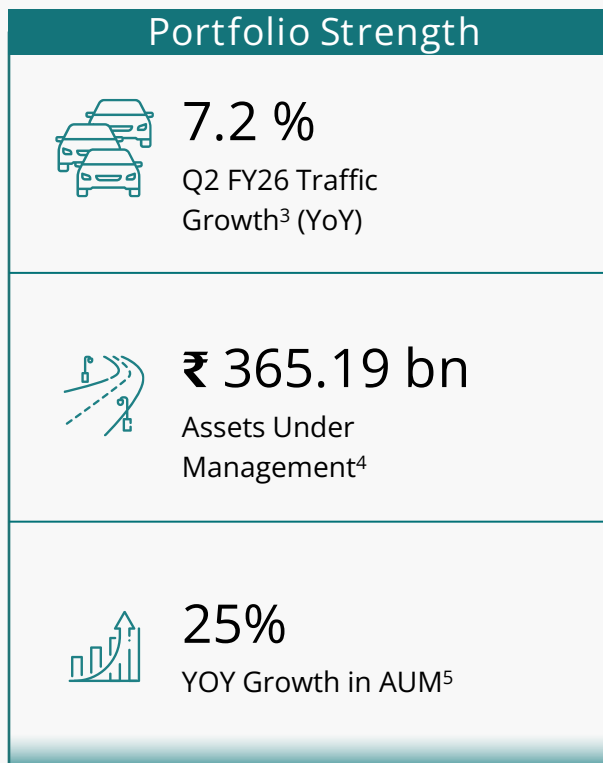 Portfolio Strength
7.2 %
Q2 FY26 Traffic
Growth³ (YoY)
₹ 365.19 bn
Assets Under
Management⁴
25%
YOY Growth in AUM⁵